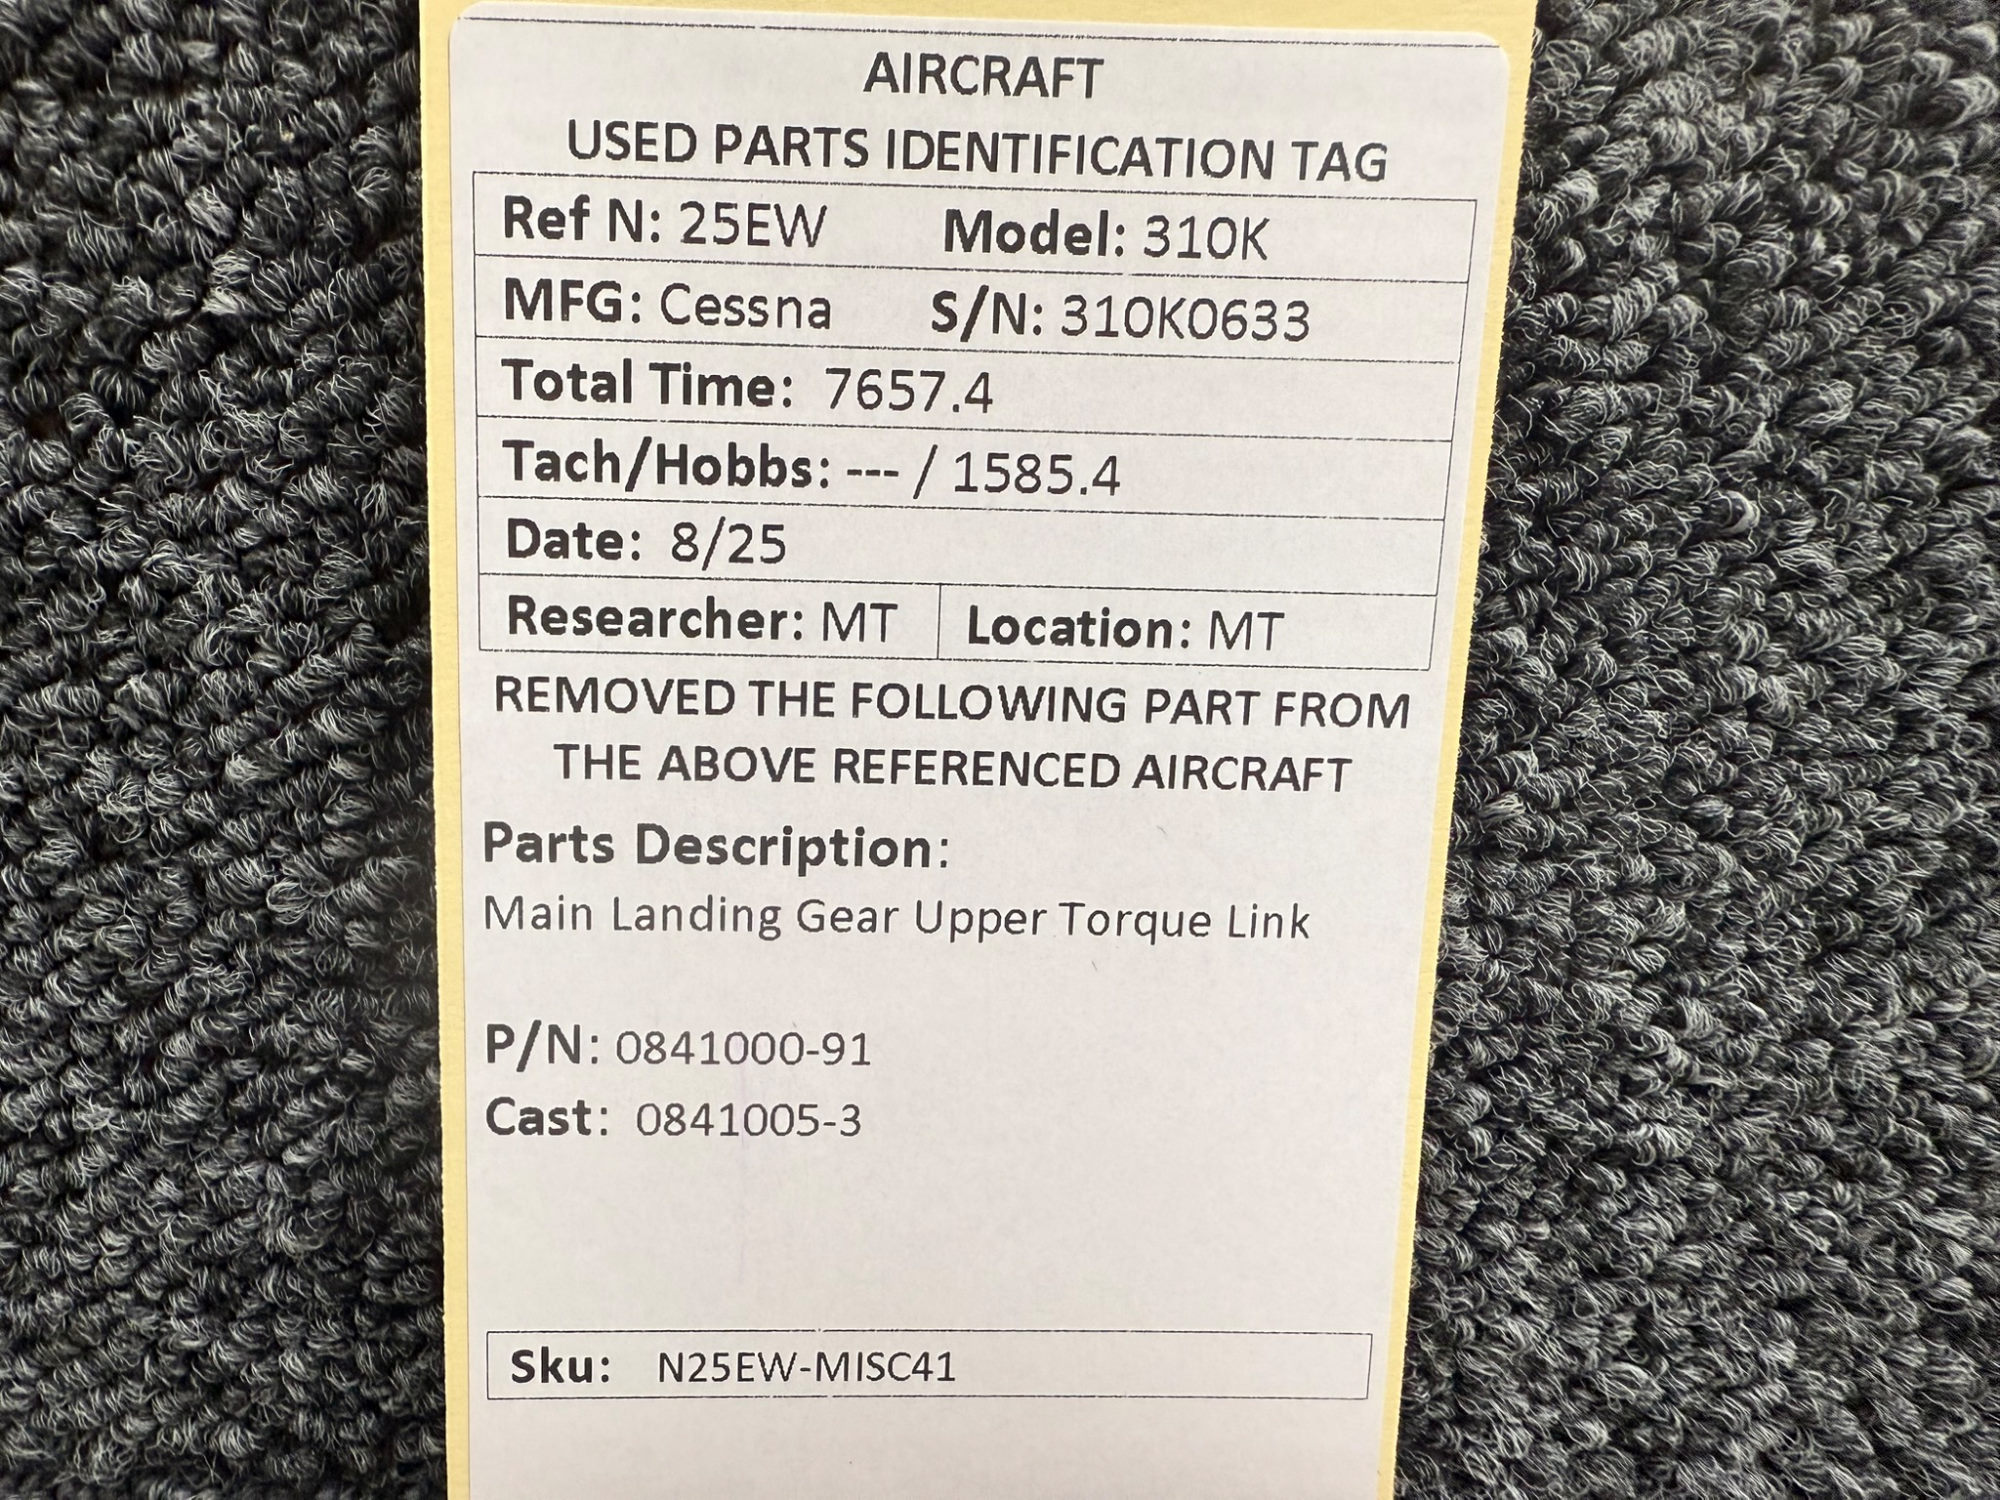 AIRCRAFT
USED PARTS IDENTIFICATION TAG
Ref N: 25EW Model: 310K
MFG: Cessna S/N: 310K0633
Total Time: 7657.4
Tach/Hobbs: --- / 1585.4
Date: 8/25
Researcher: MT Location: MT
REMOVED THE FOLLOWING PART FROM
THE ABOVE REFERENCED AIRCRAFT
Parts Description:
Main Landing Gear Upper Torque Link
P/N: 0841000-91
Cast: 0841005-3
Sku: N25EW-MISC41